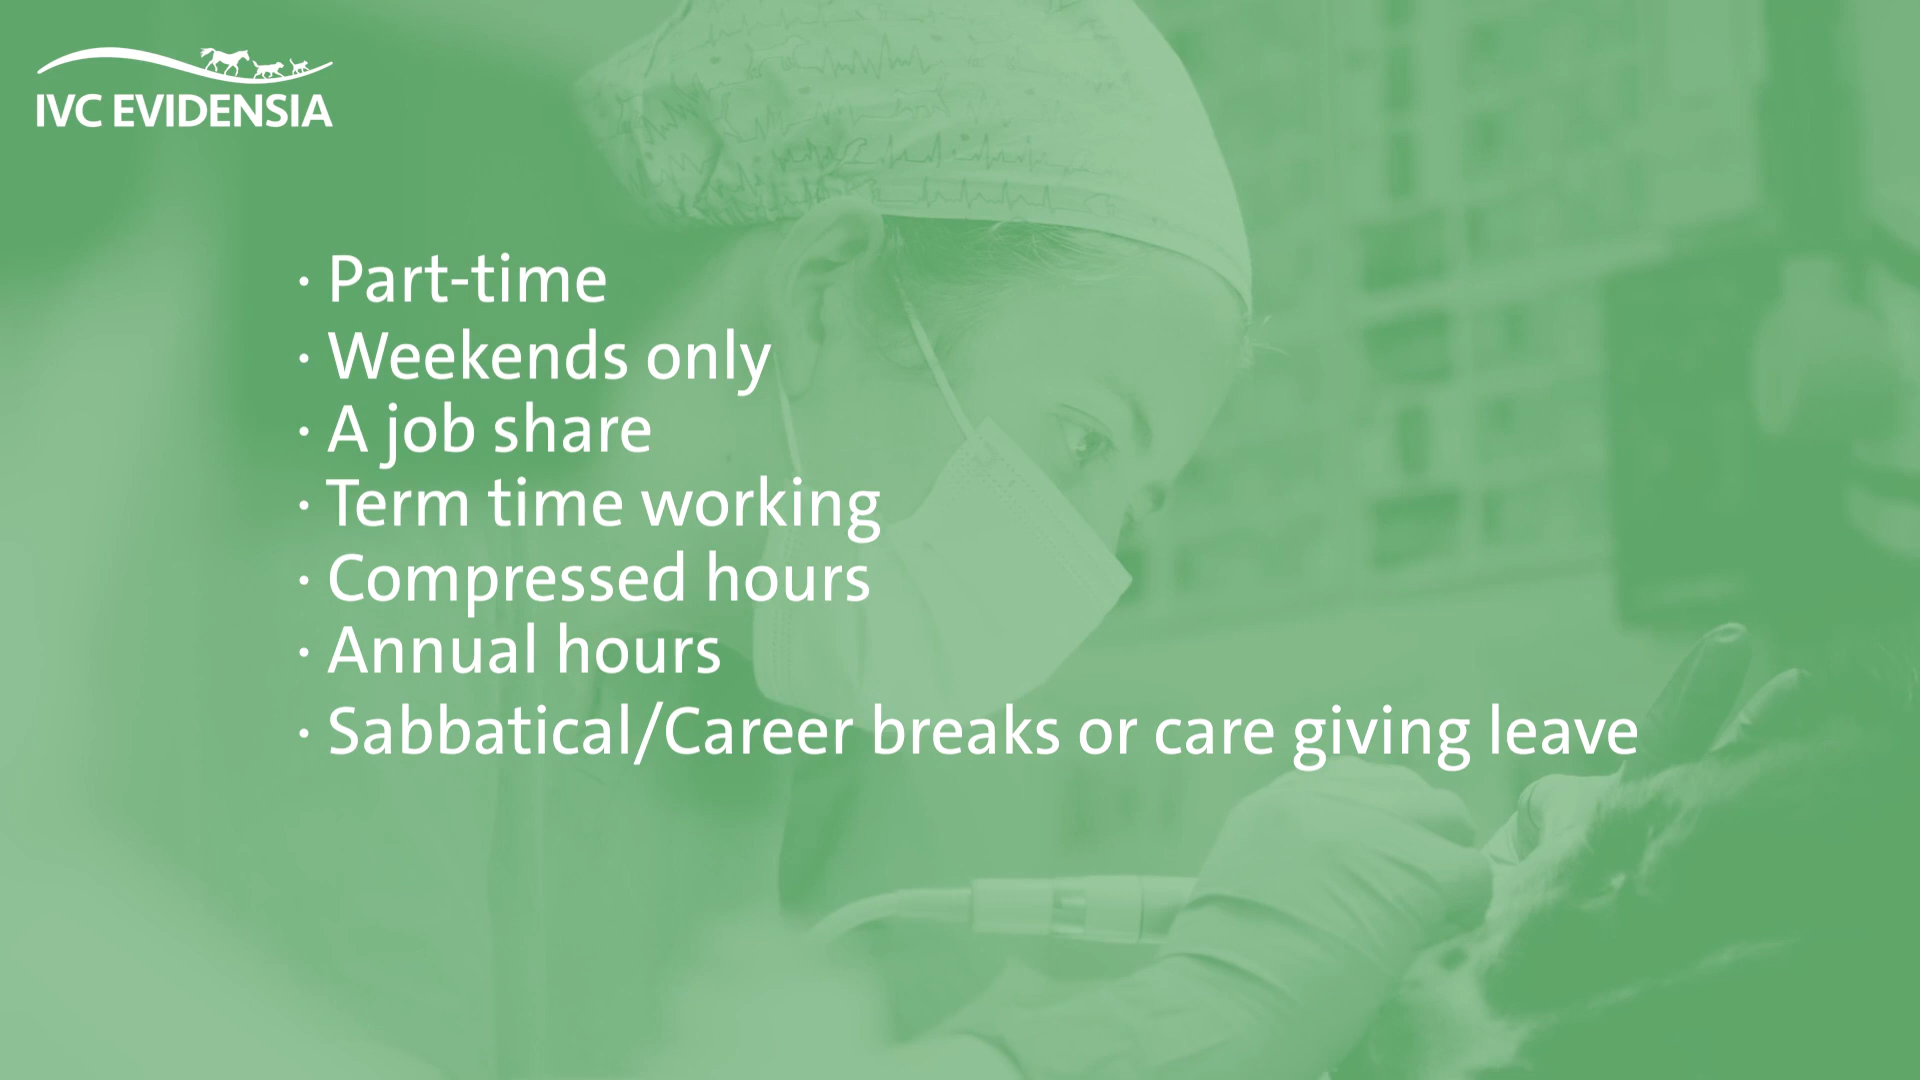 IVC EVIDENSIA
· Part-time
· Weekends only
· A job share
· Term time working
· Compressed hours
· Annual hours
· Sabbatical/Career breaks or care giving leave